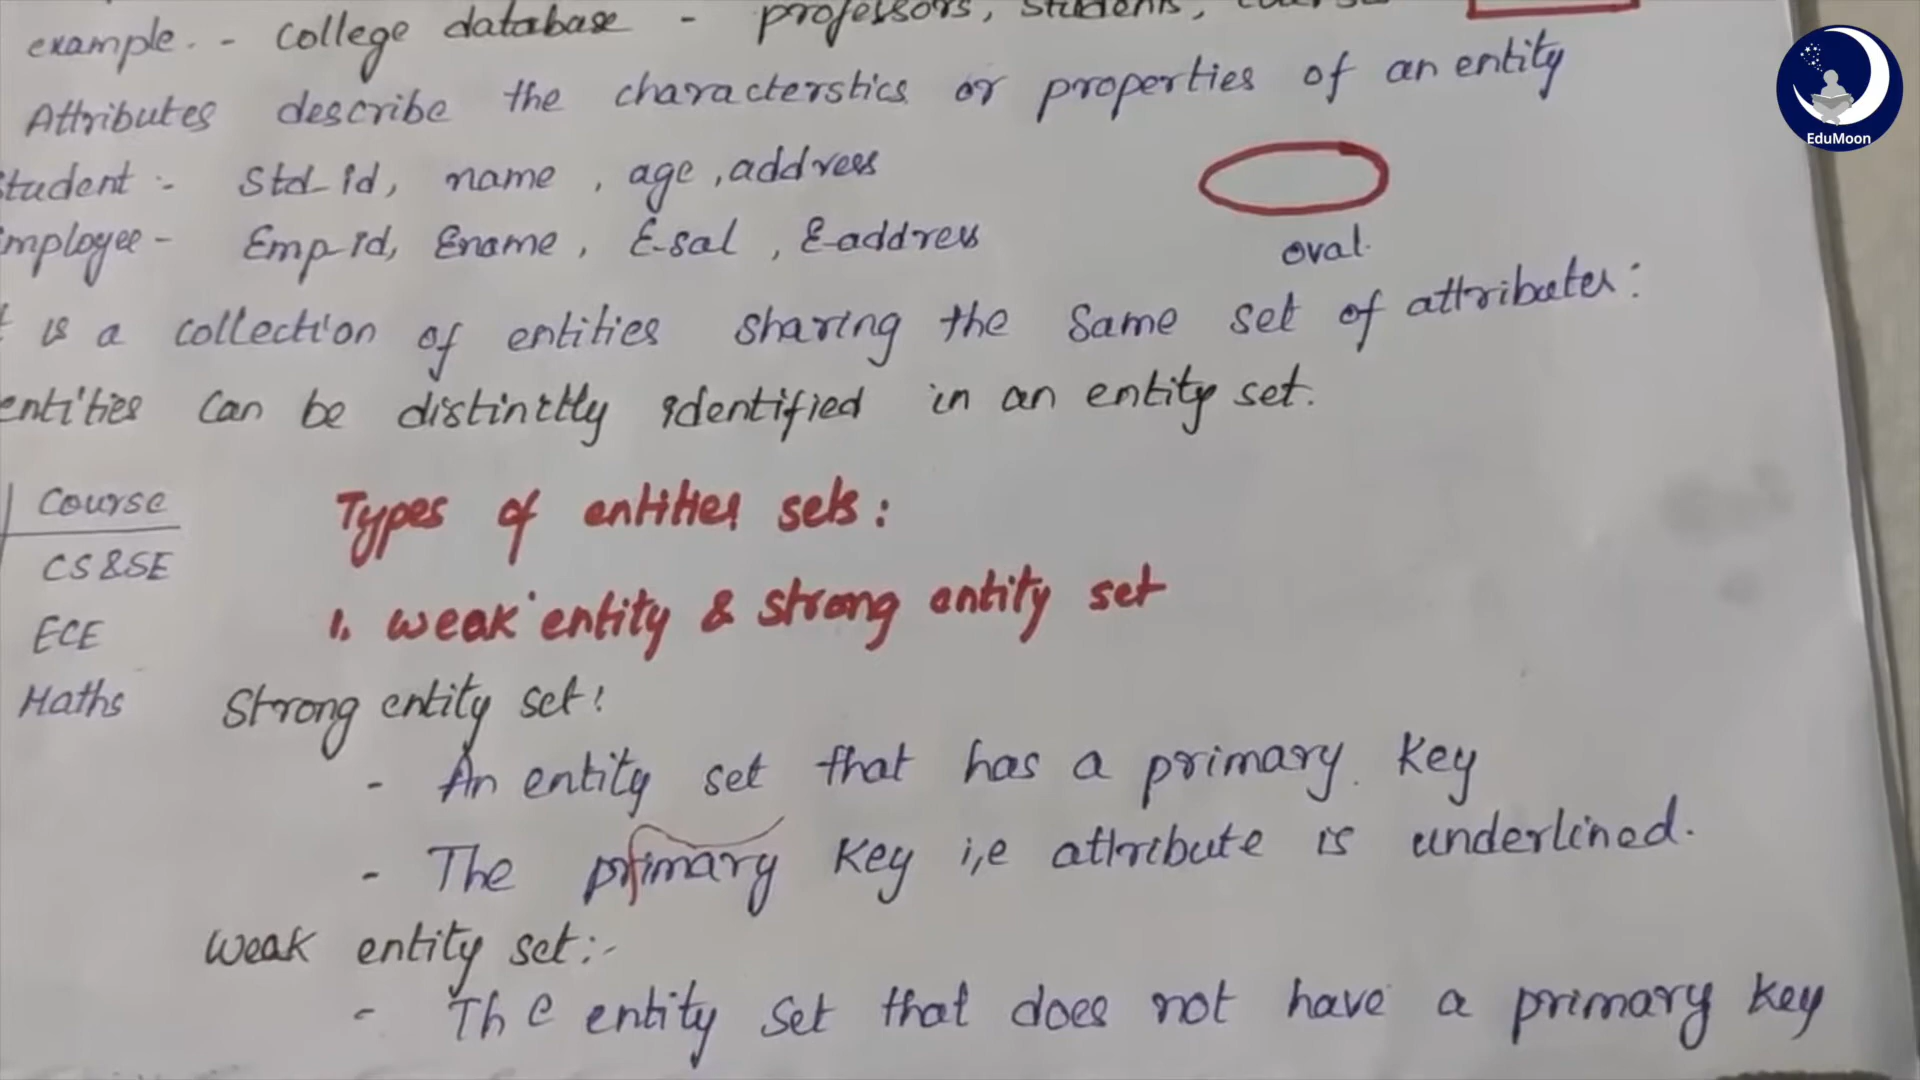 example. - College database - professors, students,
Attributes describe the characterstics or properties of an entity
Student :- Std_id, name, age, address
Employee - Emp_id, Ename, E-sal, E-address
oval.
is a collection of entities sharing the same set of attributes:
entities can be distinctly identified in an entity set.
Course
CS&SE
ECE
Maths
Types of entities sets:
1. weak entity & strong entity set
Strong entity set:
- An entity set that has a primary key
- The primary key i,e attribute is underlined.
Weak entity set:-
- The entity set that does not have a primary key
EduMoon